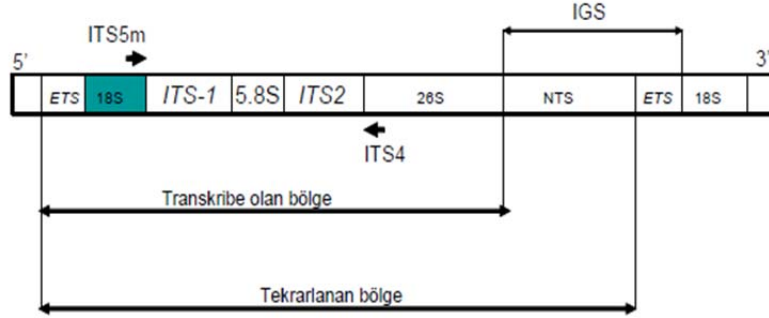 IGS
ITS5m
5’ 3’
ETS 18S ITS-1 5.8S ITS2 26S NTS ETS 18S
ITS4
Transkribe olan bölge
Tekrarlanan bölge